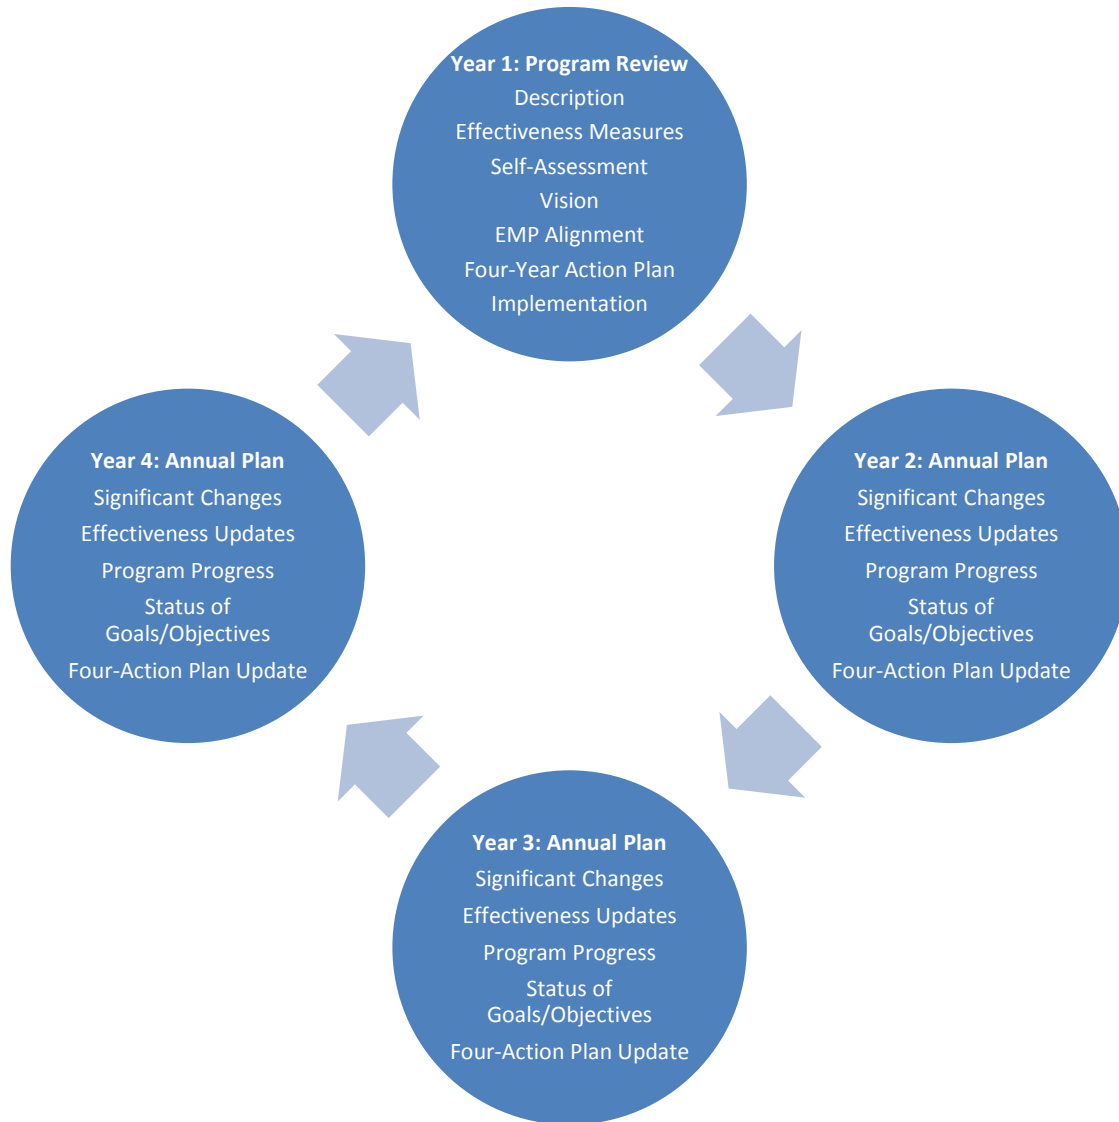 Year 1: Program Review
Description
Effectiveness Measures
Self-Assessment
Vision
EMP Alignment
Four-Year Action Plan
Implementation
Year 2: Annual Plan
Significant Changes
Effectiveness Updates
Program Progress
Status of
Goals/Objectives
Four-Action Plan Update
Year 3: Annual Plan
Significant Changes
Effectiveness Updates
Program Progress
Status of
Goals/Objectives
Four-Action Plan Update
Year 4: Annual Plan
Significant Changes
Effectiveness Updates
Program Progress
Status of
Goals/Objectives
Four-Action Plan Update